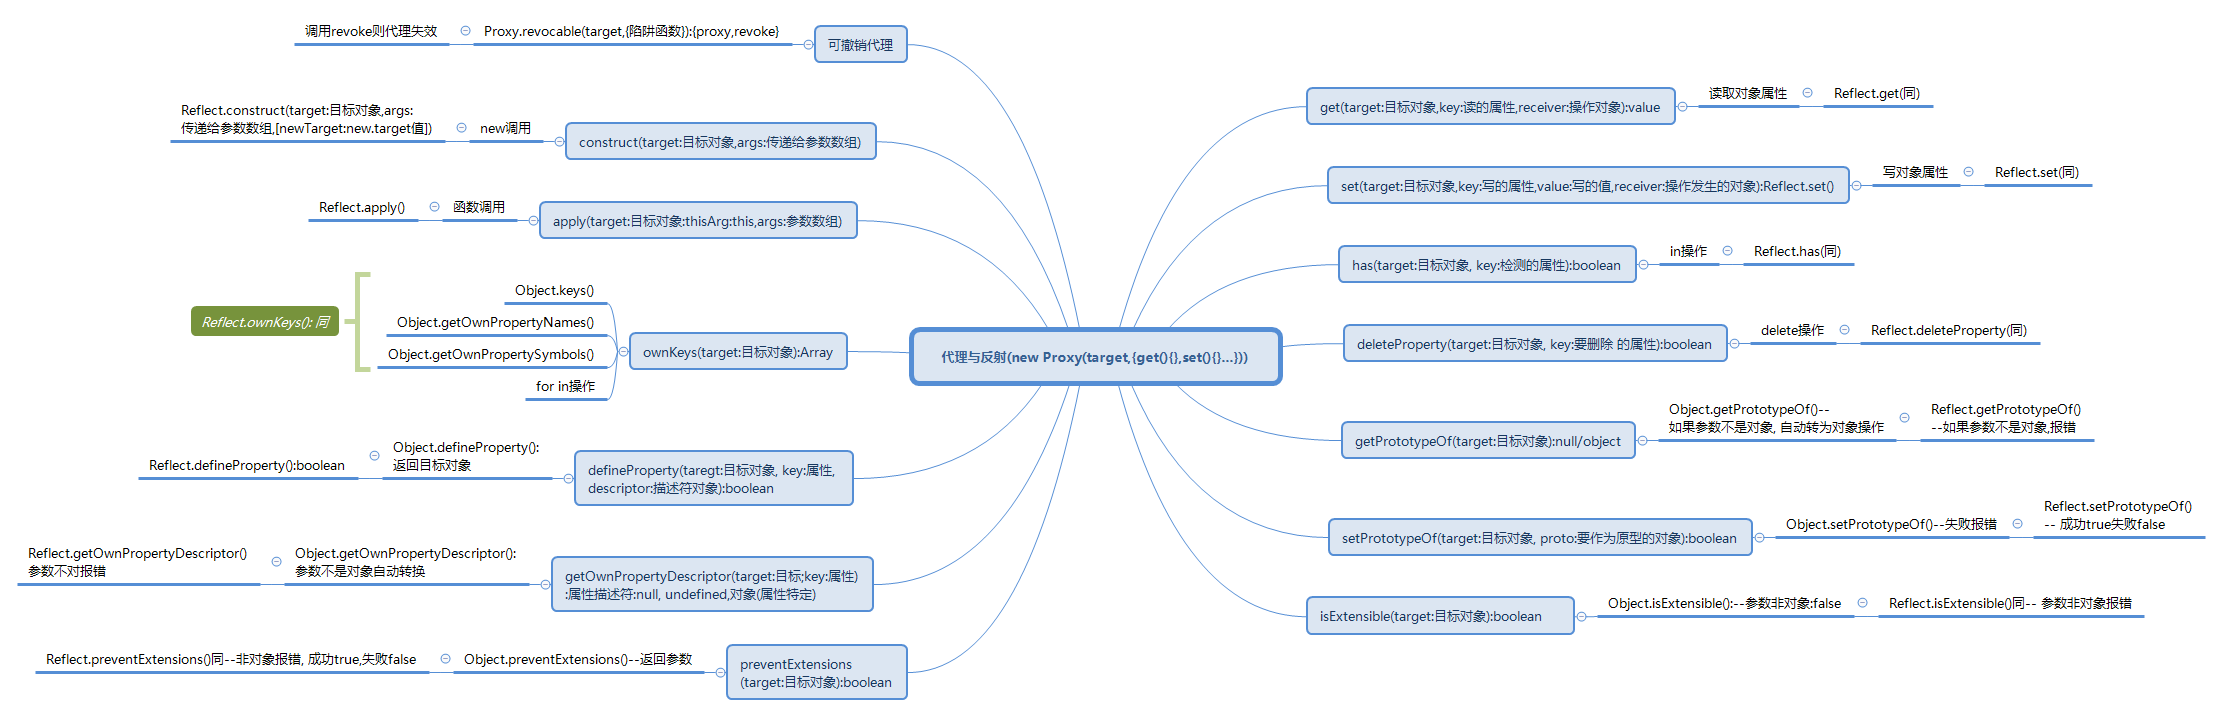 代理与反射(new Proxy(target,{get(){},set(){}...}))
get(target:目标对象,key:读的属性,receiver:操作对象):value
读取对象属性
Reflect.get(同)
set(target:目标对象,key:写的属性,value:写的值,receiver:操作发生的对象):Reflect.set()
写对象属性
Reflect.set(同)
has(target:目标对象, key:检测的属性):boolean
in操作
Reflect.has(同)
deleteProperty(target:目标对象, key:要删除 的属性):boolean
delete操作
Reflect.deleteProperty(同)
getPrototypeOf(target:目标对象):null/object
Object.getPrototypeOf()--
如果参数不是对象, 自动转为对象操作
Reflect.getPrototypeOf()
--如果参数不是对象,报错
setPrototypeOf(target:目标对象, proto:要作为原型的对象):boolean
Object.setPrototypeOf()--失败报错
Reflect.setPrototypeOf()
-- 成功true失败false
isExtensible(target:目标对象):boolean
Object.isExtensible():--参数非对象:false
Reflect.isExtensible()同-- 参数非对象报错
可撤销代理
Proxy.revocable(target,{陷阱函数}):{proxy,revoke}
调用revoke则代理失效
construct(target:目标对象,args:传递给参数数组)
new调用
Reflect.construct(target:目标对象,args:
传递给参数数组,[newTarget:new.target值])
apply(target:目标对象:thisArg:this,args:参数数组)
函数调用
Reflect.apply()
ownKeys(target:目标对象):Array
Object.keys()
Object.getOwnPropertyNames()
Object.getOwnPropertySymbols()
for in操作
Reflect.ownKeys(): 同
defineProperty(taregt:目标对象, key:属性,
descriptor:描述符对象):boolean
Object.defineProperty():
返回目标对象
Reflect.defineProperty():boolean
getOwnPropertyDescriptor(target:目标;key:属性)
:属性描述符:null, undefined,对象(属性特定)
Object.getOwnPropertyDescriptor():
参数不是对象自动转换
Reflect.getOwnPropertyDescriptor()
参数不对报错
preventExtensions
(target:目标对象):boolean
Object.preventExtensions()--返回参数
Reflect.preventExtensions()同--非对象报错, 成功true,失败false